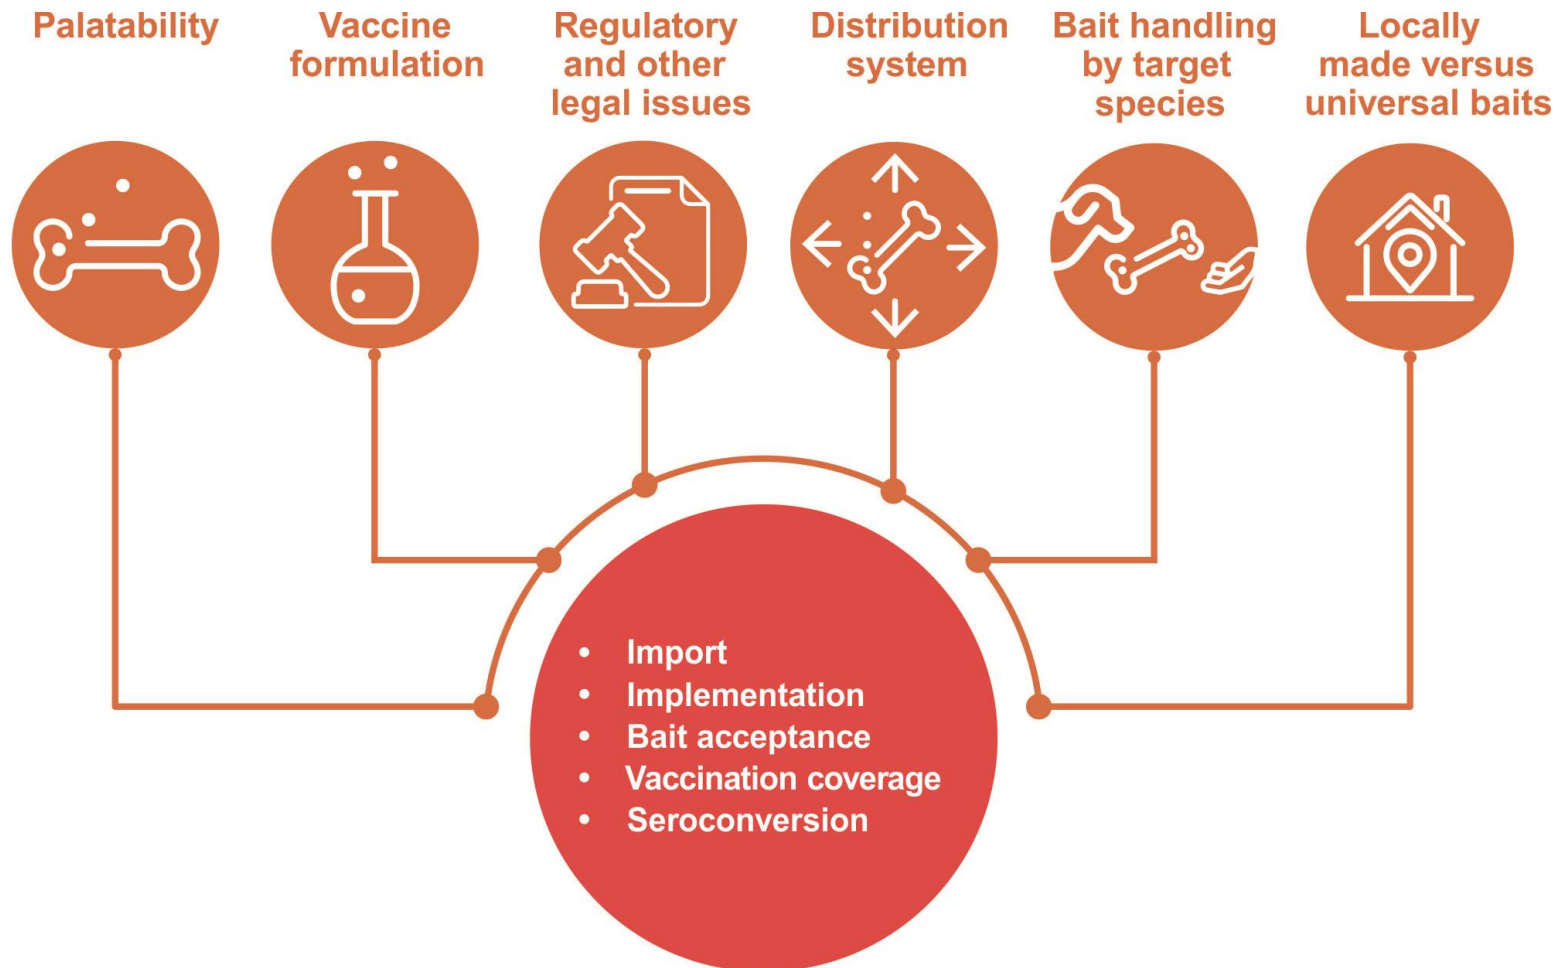 Palatability
Vaccine
formulation
Regulatory
and other
legal issues
Distribution
system
Bait handling
by target
species
Locally
made versus
universal baits
• Import
• Implementation
• Bait acceptance
• Vaccination coverage
• Seroconversion